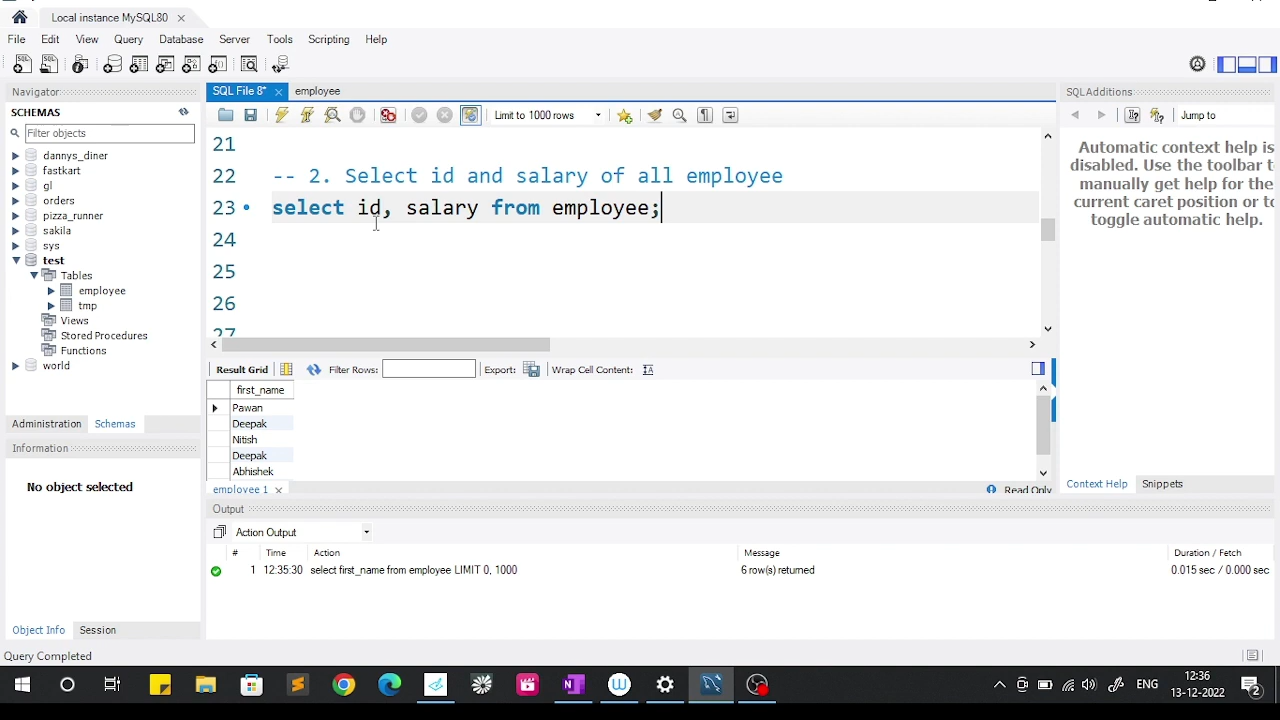 Local instance MySQL80
File Edit View Query Database Server Tools Scripting Help
Navigator
SCHEMAS
Filter objects
dannys_diner
fastkart
gl
orders
pizza_runner
sakila
sys
test
Tables
employee
tmp
Views
Stored Procedures
Functions
world
Administration Schemas
Information
No object selected
Object Info Session
Query Completed
SQL File 8* employee
Limit to 1000 rows
21
22 -- 2. Select id and salary of all employee
23 select id, salary from employee;
24
25
26
27
Result Grid Filter Rows: Export: Wrap Cell Content:
first_name
Pawan
Deepak
Nitish
Deepak
Abhishek
employee 1 Read Only
Output
Action Output
# Time Action Message Duration / Fetch
1 12:35:30 select first_name from employee LIMIT 0, 1000 6 row(s) returned 0.015 sec / 0.000 sec
SQLAdditions
Jump to
Automatic context help is
disabled. Use the toolbar t
manually get help for the
current caret position or to
toggle automatic help.
Context Help Snippets
ENG
12:36
13-12-2022
2